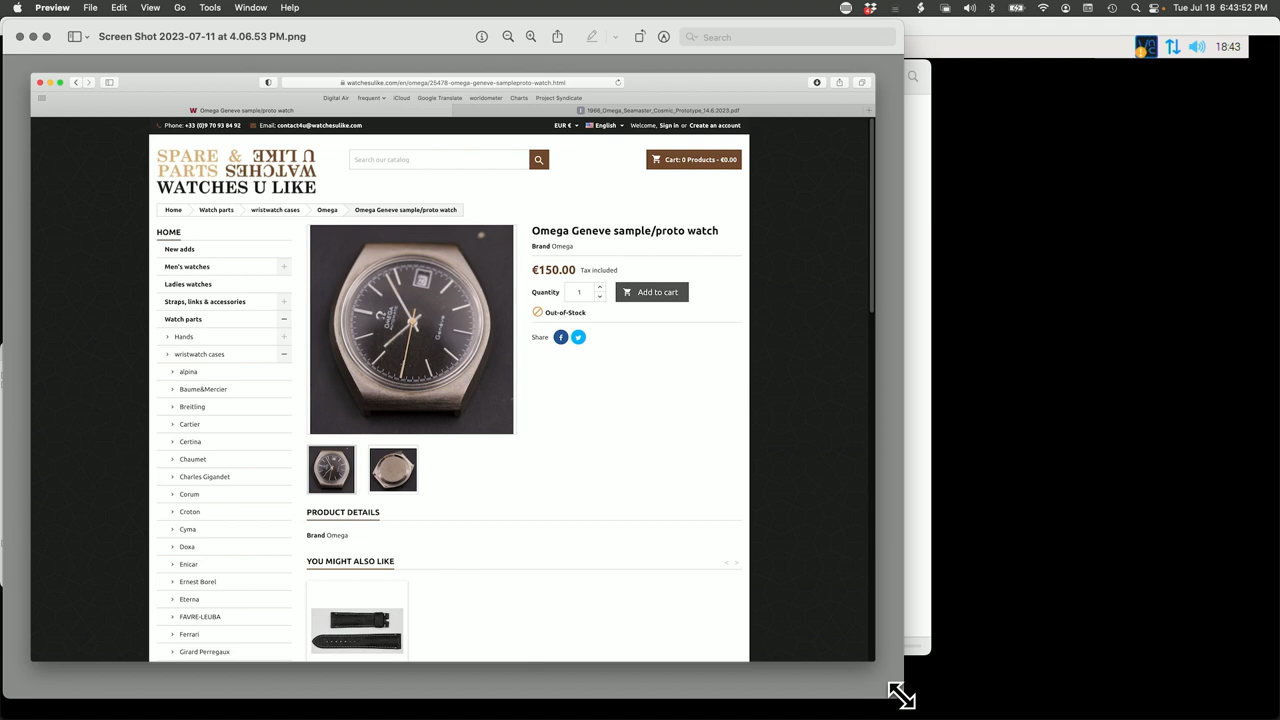 Preview File Edit View Go Tools Window Help Tue Jul 18 6:43:52 PM
Screen Shot 2023-07-11 at 4.06.53 PM.png
Search
18:43
watchesulike.com/en/omega/25478-omega-geneve-sampleproto-watch.html
Digital Air frequent iCloud Google Translate worldometer Charts Project Syndicate
Omega Geneve sample/proto watch
1966_Omega_Seamaster_Cosmic_Prototype_14.6.2023.pdf
Phone: +33 (0)9 70 93 84 92 Email: contact4u@watchesulike.com
EUR € English Welcome, Sign in or Create an account
SPARE & U LIKE
PARTS WATCHES
WATCHES U LIKE
Search our catalog
Cart: 0 Products - €0.00
Home Watch parts wristwatch cases Omega Omega Geneve sample/proto watch
HOME
New adds
Men's watches
Ladies watches
Straps, links & accessories
Watch parts
Hands
wristwatch cases
alpina
Baume&Mercier
Breitling
Cartier
Certina
Chaumet
Charles Gigandet
Corum
Croton
Cyma
Doxa
Enicar
Ernest Borel
Eterna
FAVRE-LEUBA
Ferrari
Girard Perregaux
OMEGA
Geneve
Omega Geneve sample/proto watch
Brand Omega
€150.00 Tax included
Quantity 1 Add to cart
Out-of-Stock
Share
PRODUCT DETAILS
Brand Omega
YOU MIGHT ALSO LIKE